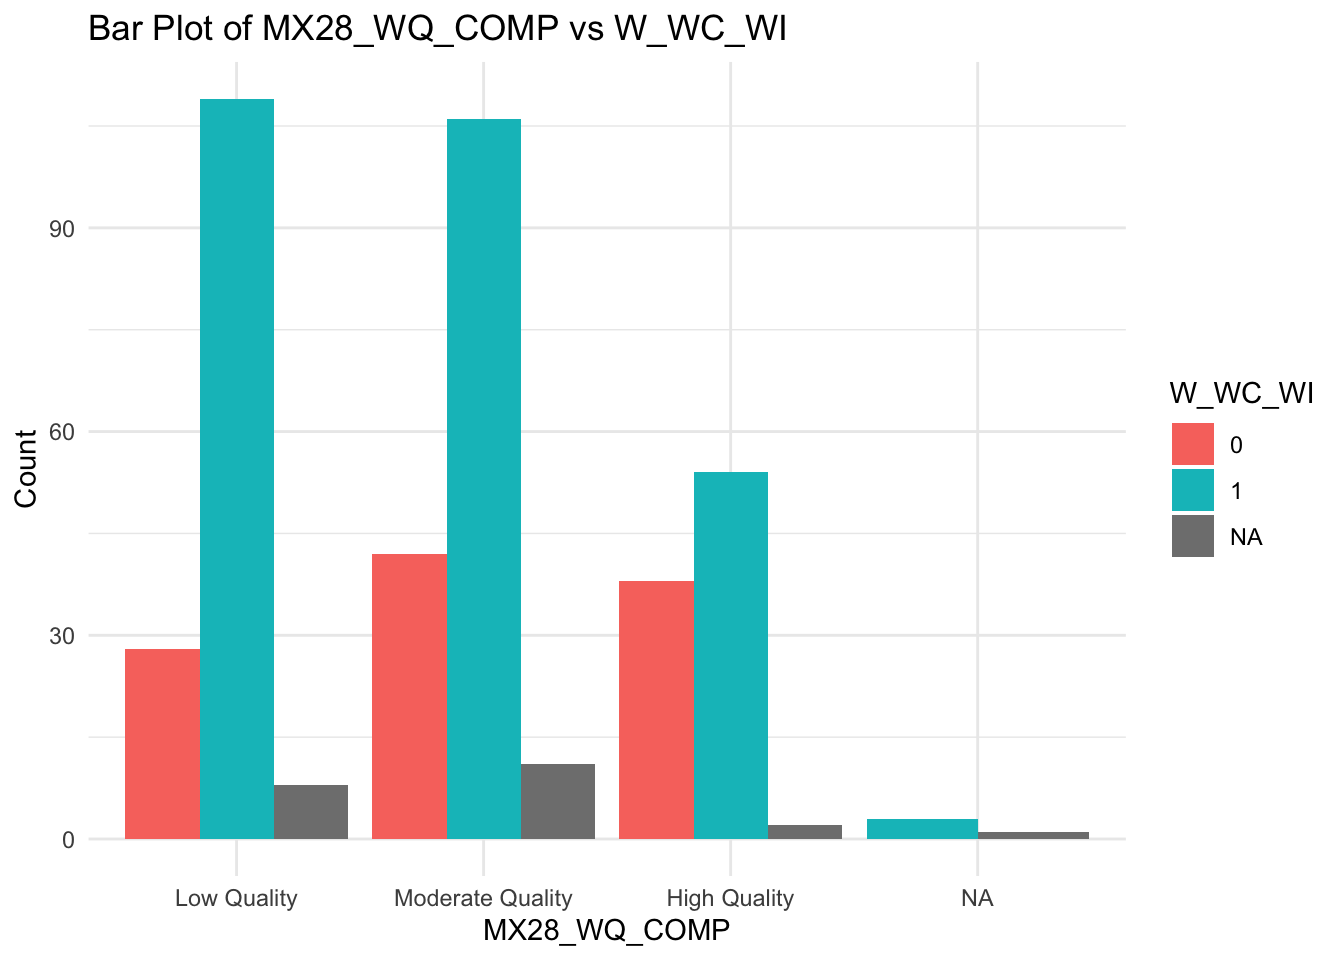 Bar Plot of MX28_WQ_COMP vs W_WC_WI
Count
90
60
30
0
Low Quality
Moderate Quality
High Quality
NA
MX28_WQ_COMP
W_WC_WI
0
1
NA